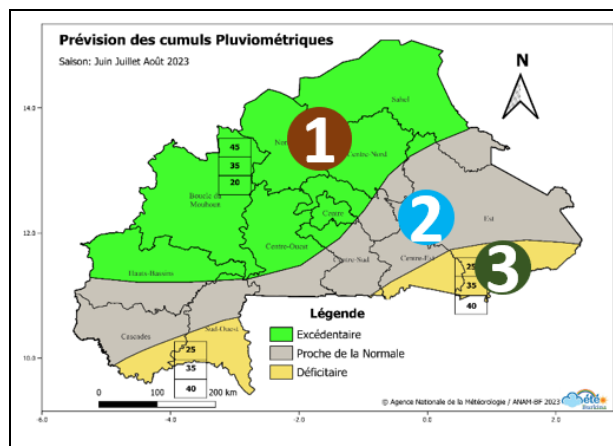 Prévision des cumuls Pluviométriques
Saison: Juin Juillet Août 2023
N
14.0
12.0
10.0
Sahel
1
Centre-Nord
45
35
20
Boucle du
Mouhoun
2
Centre
Est
Centre-Ouest
Centre-Sud
Centre-Est
3
Hauts-Bassins
25
35
40
Cascades
Sud-Ouest
25
35
40
Légende
Excédentaire
Proche de la Normale
Déficitaire
0 100 200 km
© Agence Nationale de la Météorologie / ANAM-BF 2023
météo
Burkina
-6.0 -4.0 -2.0 0.0 2.0